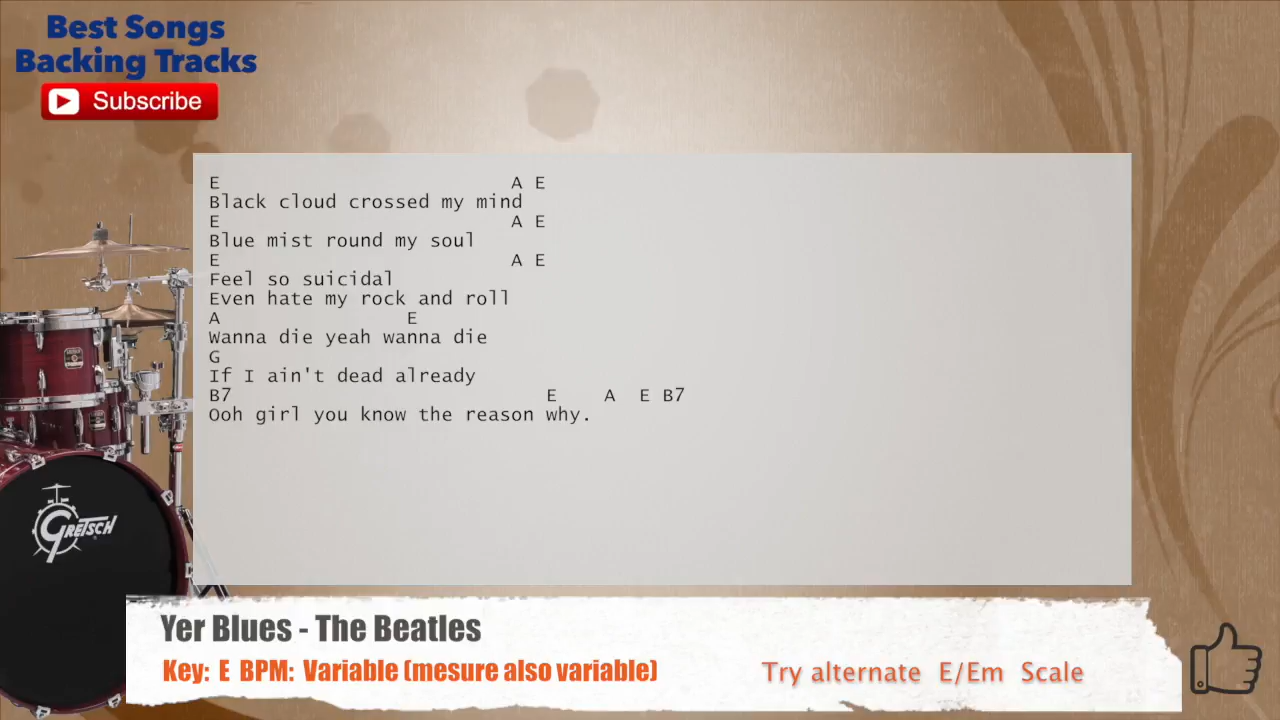 Best Songs
Backing Tracks
Subscribe
E A E
Black cloud crossed my mind
E A E
Blue mist round my soul
E A E
Feel so suicidal
Even hate my rock and roll
A E
Wanna die yeah wanna die
G
If I ain't dead already
B7 E A E B7
Ooh girl you know the reason why.
GRETSCH
Yer Blues - The Beatles
Key: E BPM: Variable (mesure also variable)
Try alternate E/Em Scale